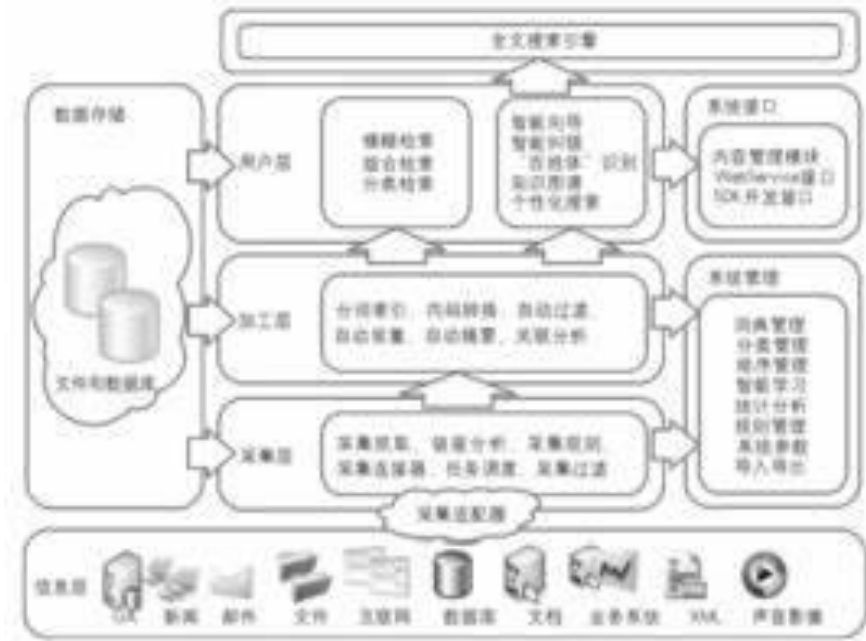 全文搜索引擎
数据存储
文件和数据库
用户层
模糊检索
组合检索
分类检索
智能向导
智能纠错
“百姓体”识别
知识图谱
个性化搜索
系统接口
内容管理模块
WebService接口
SDK开发接口
加工层
分词索引、内码转换、自动过滤、
自动摘要、关联分析
系统管理
词典管理
分类管理
排序管理
智能学习
统计分析
规则管理
系统参数
导入导出
采集层
采集抓取、链接分析、采集规则、
采集连接器、任务调度、采集过滤
采集适配器
信息层
OA
新闻
邮件
文件
互联网
数据库
文档
业务系统
XML
声音影像